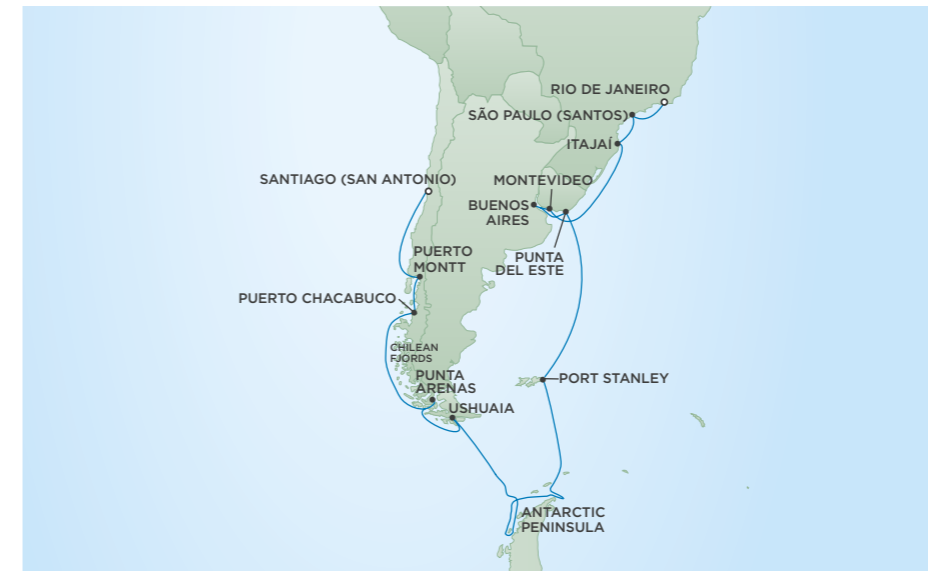 RIO DE JANEIRO
SÃO PAULO (SANTOS)
ITAJAÍ
SANTIAGO (SAN ANTONIO)
MONTEVIDEO
BUENOS
AIRES
PUNTA
DEL ESTE
PUERTO
MONTT
PUERTO CHACABUCO
CHILEAN
FJORDS
PUNTA
ARENAS
PORT STANLEY
USHUAIA
ANTARCTIC
PENINSULA